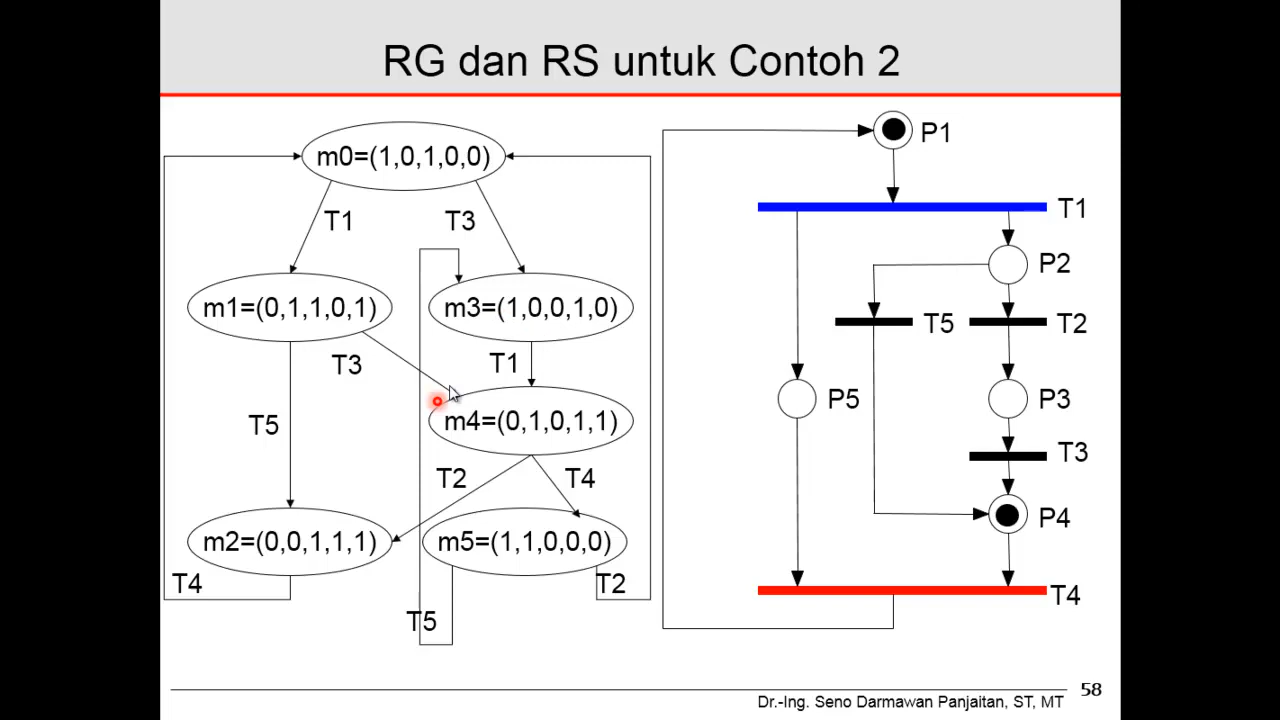 RG dan RS untuk Contoh 2
m0=(1,0,1,0,0)
T1
T3
m1=(0,1,1,0,1)
m3=(1,0,0,1,0)
T3
T1
T5
m4=(0,1,0,1,1)
T2
T4
m2=(0,0,1,1,1)
m5=(1,1,0,0,0)
T4
T2
T5
P1
T1
P2
T5
T2
P5
P3
T3
P4
T4
58
Dr.-Ing. Seno Darmawan Panjaitan, ST, MT